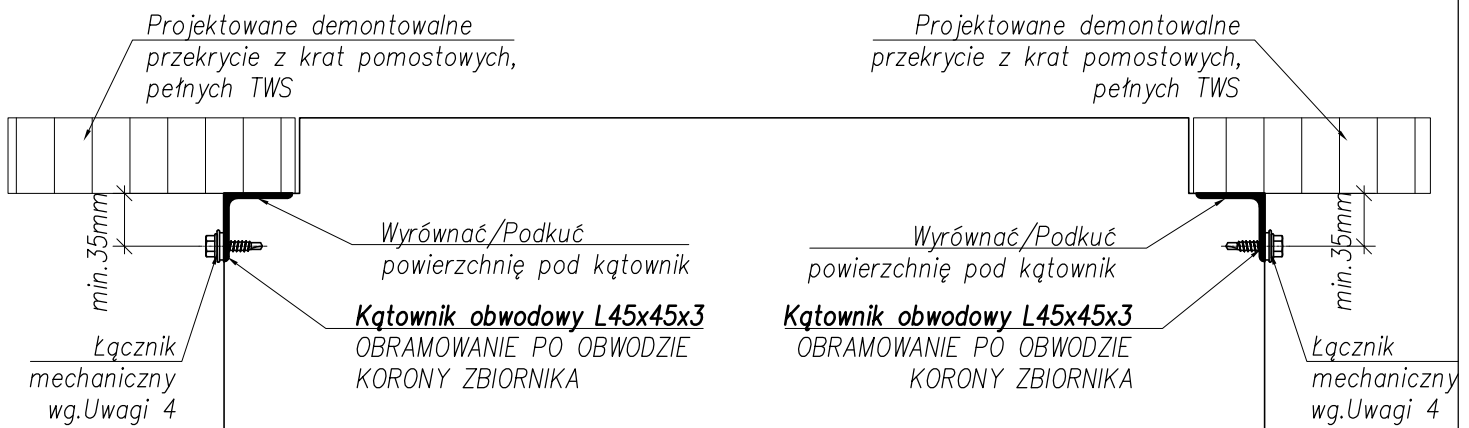 Projektowane demontowalne
przekrycie z krat pomostowych,
pełnych TWS
Projektowane demontowalne
przekrycie z krat pomostowych,
pełnych TWS
min.35mm
Wyrównać/Podkuć
powierzchnię pod kątownik
Wyrównać/Podkuć
powierzchnię pod kątownik
min.35mm
Kątownik obwodowy L45x45x3
OBRAMOWANIE PO OBWODZIE
KORONY ZBIORNIKA
Kątownik obwodowy L45x45x3
OBRAMOWANIE PO OBWODZIE
KORONY ZBIORNIKA
Łącznik
mechaniczny
wg.Uwagi 4
Łącznik
mechaniczny
wg.Uwagi 4